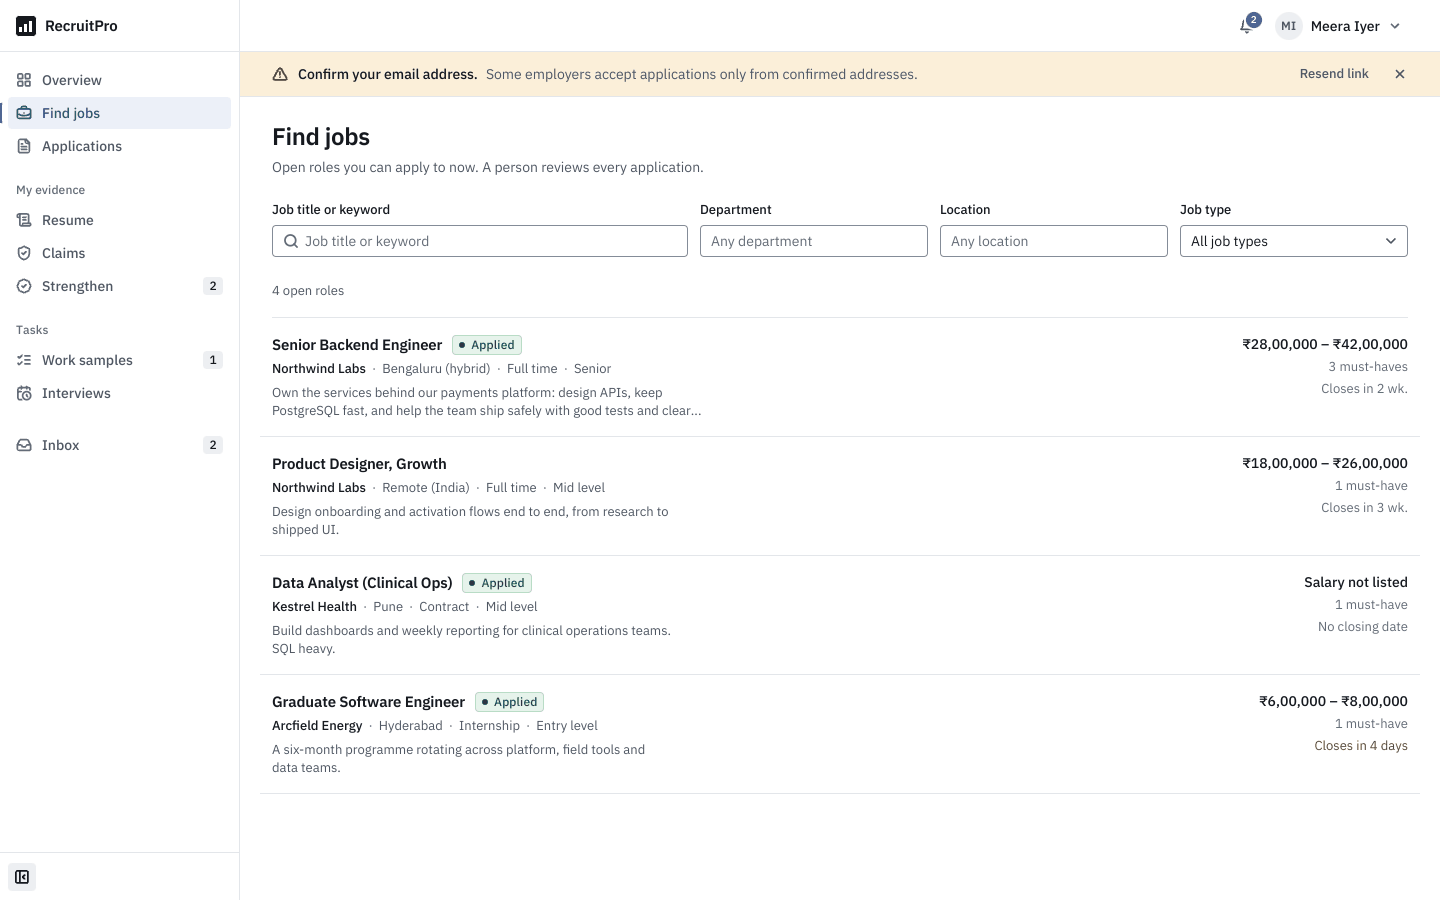 RecruitPro
2
MI
Meera Iyer
Overview
Find jobs
Applications
My evidence
Resume
Claims
Strengthen 2
Tasks
Work samples 1
Interviews
Inbox 2
Confirm your email address. Some employers accept applications only from confirmed addresses.
Resend link
Find jobs
Open roles you can apply to now. A person reviews every application.
Job title or keyword
Job title or keyword
Department
Any department
Location
Any location
Job type
All job types
4 open roles
Senior Backend Engineer Applied
Northwind Labs · Bengaluru (hybrid) · Full time · Senior
Own the services behind our payments platform: design APIs, keep
PostgreSQL fast, and help the team ship safely with good tests and clear...
₹28,00,000 – ₹42,00,000
3 must-haves
Closes in 2 wk.
Product Designer, Growth
Northwind Labs · Remote (India) · Full time · Mid level
Design onboarding and activation flows end to end, from research to
shipped UI.
₹18,00,000 – ₹26,00,000
1 must-have
Closes in 3 wk.
Data Analyst (Clinical Ops) Applied
Kestrel Health · Pune · Contract · Mid level
Build dashboards and weekly reporting for clinical operations teams.
SQL heavy.
Salary not listed
1 must-have
No closing date
Graduate Software Engineer Applied
Arcfield Energy · Hyderabad · Internship · Entry level
A six-month programme rotating across platform, field tools and
data teams.
₹6,00,000 – ₹8,00,000
1 must-have
Closes in 4 days